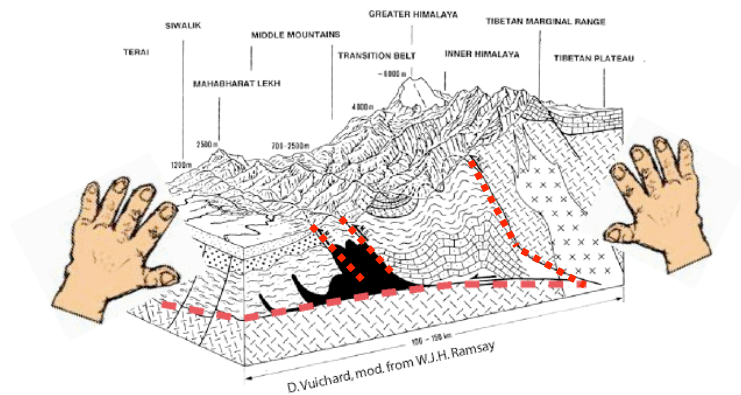 GREATER HIMALAYA
SIWALIK
TIBETAN MARGINAL RANGE
MIDDLE MOUNTAINS
TERAI
TRANSITION BELT
INNER HIMALAYA
TIBETAN PLATEAU
~8000m
MAHABHARAT LEKH
4000m
2500m
700-2500m
1200m
100 - 150 km
D. Vuichard, mod. from W.J.H. Ramsay